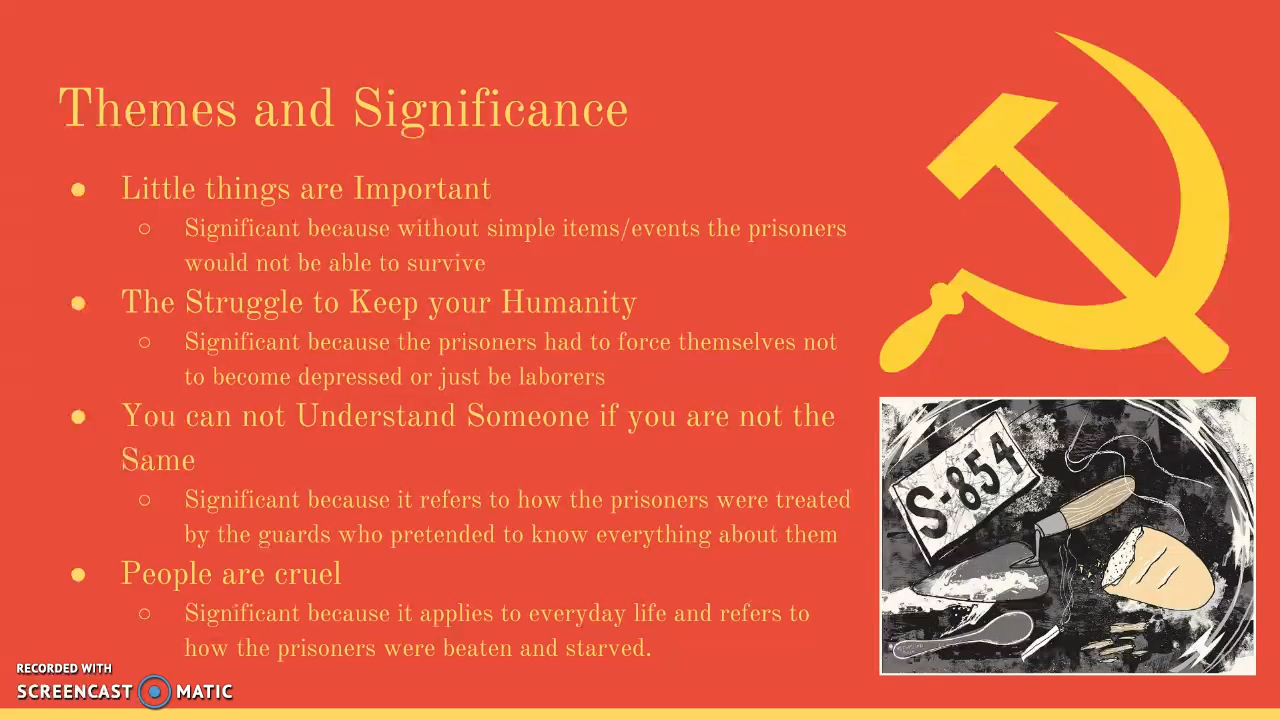 Themes and Significance
● Little things are Important
○ Significant because without simple items/events the prisoners
would not be able to survive
● The Struggle to Keep your Humanity
○ Significant because the prisoners had to force themselves not
to become depressed or just be laborers
● You can not Understand Someone if you are not the
Same
○ Significant because it refers to how the prisoners were treated
by the guards who pretended to know everything about them
● People are cruel
○ Significant because it applies to everyday life and refers to
how the prisoners were beaten and starved.
S-854
RECORDED WITH
SCREENCAST MATIC